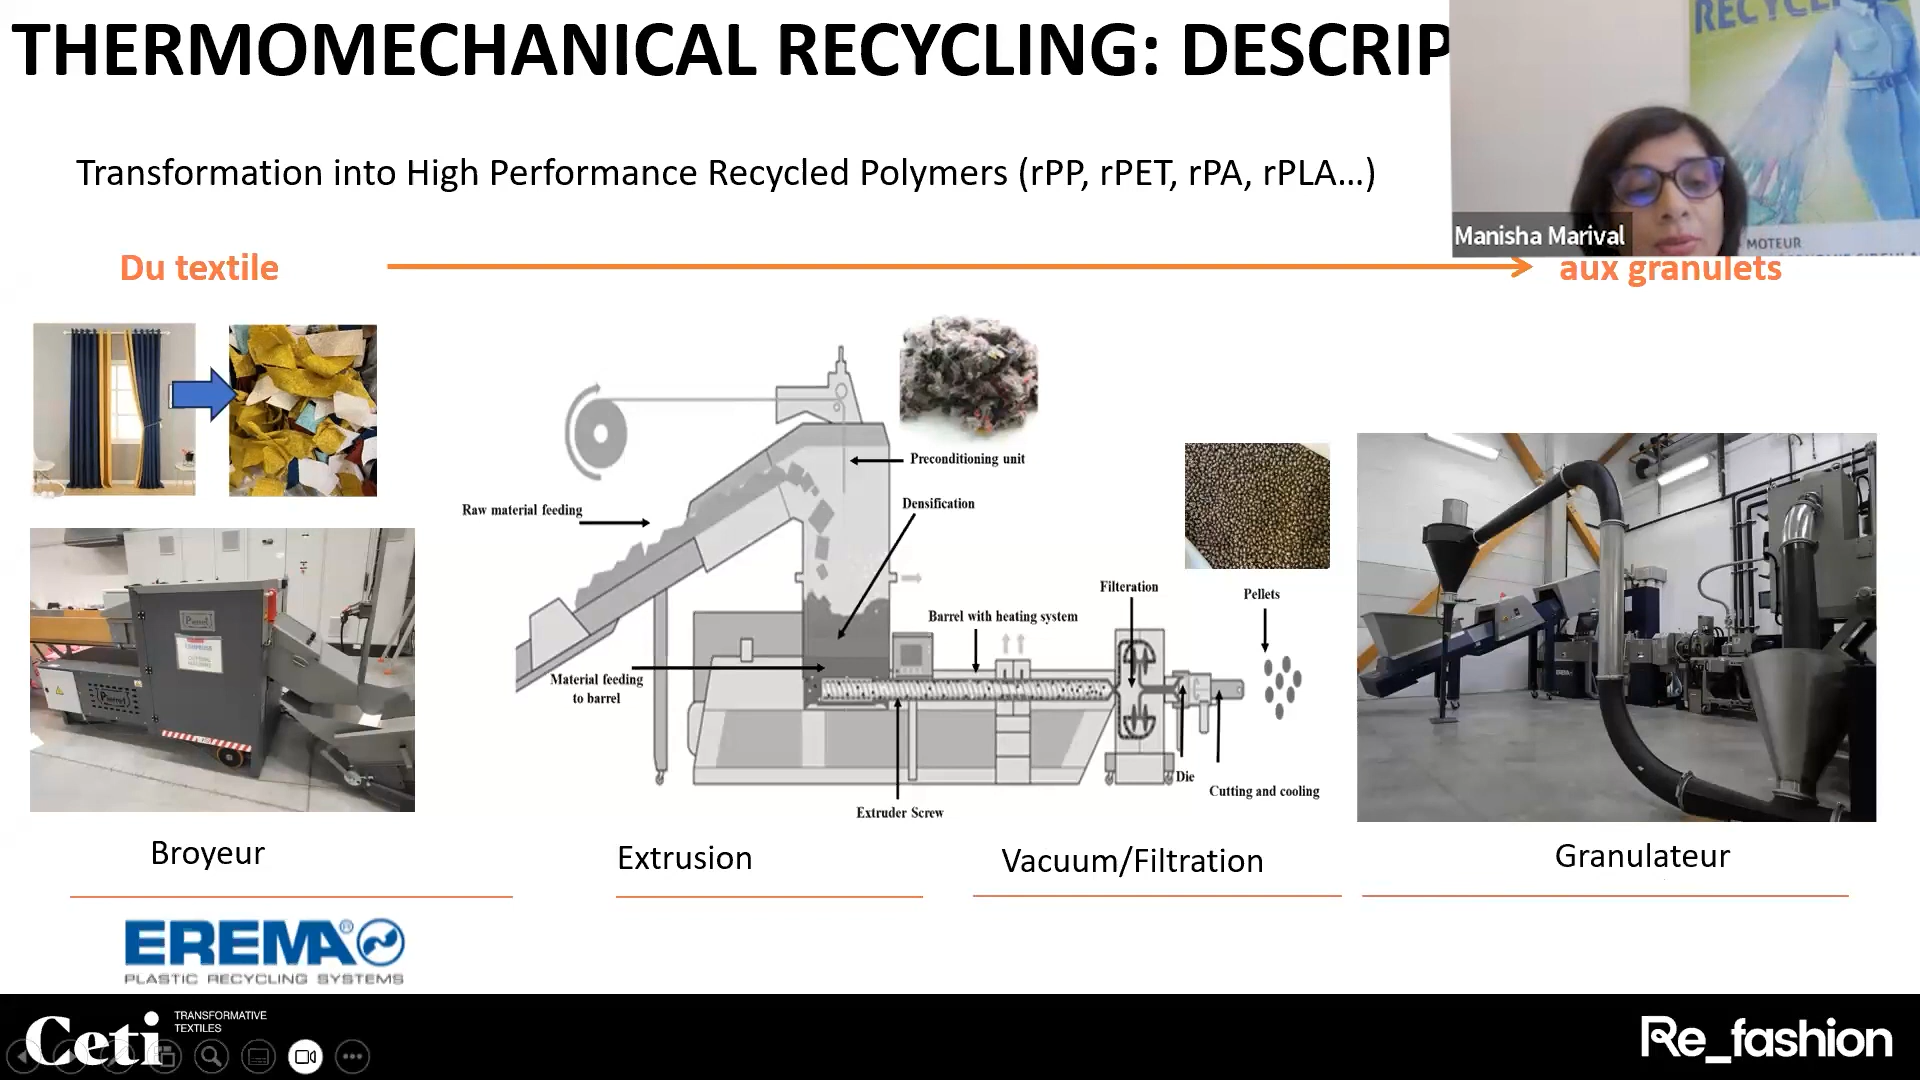 THERMOMECHANICAL RECYCLING: DESCRIP
RECYCL
Transformation into High Performance Recycled Polymers (rPP, rPET, rPA, rPLA...)
Manisha Marival
MOTEUR
Du textile
aux granulets
Preconditioning unit
Raw material feeding
Densification
Filteration
Pellets
Barrel with heating system
Material feeding
to barrel
Die
Cutting and cooling
Extruder Screw
Broyeur
Extrusion
Vacuum/Filtration
Granulateur
EREMA®
PLASTIC RECYCLING SYSTEMS
Ceti
TRANSFORMATIVE
TEXTILES
Re_fashion